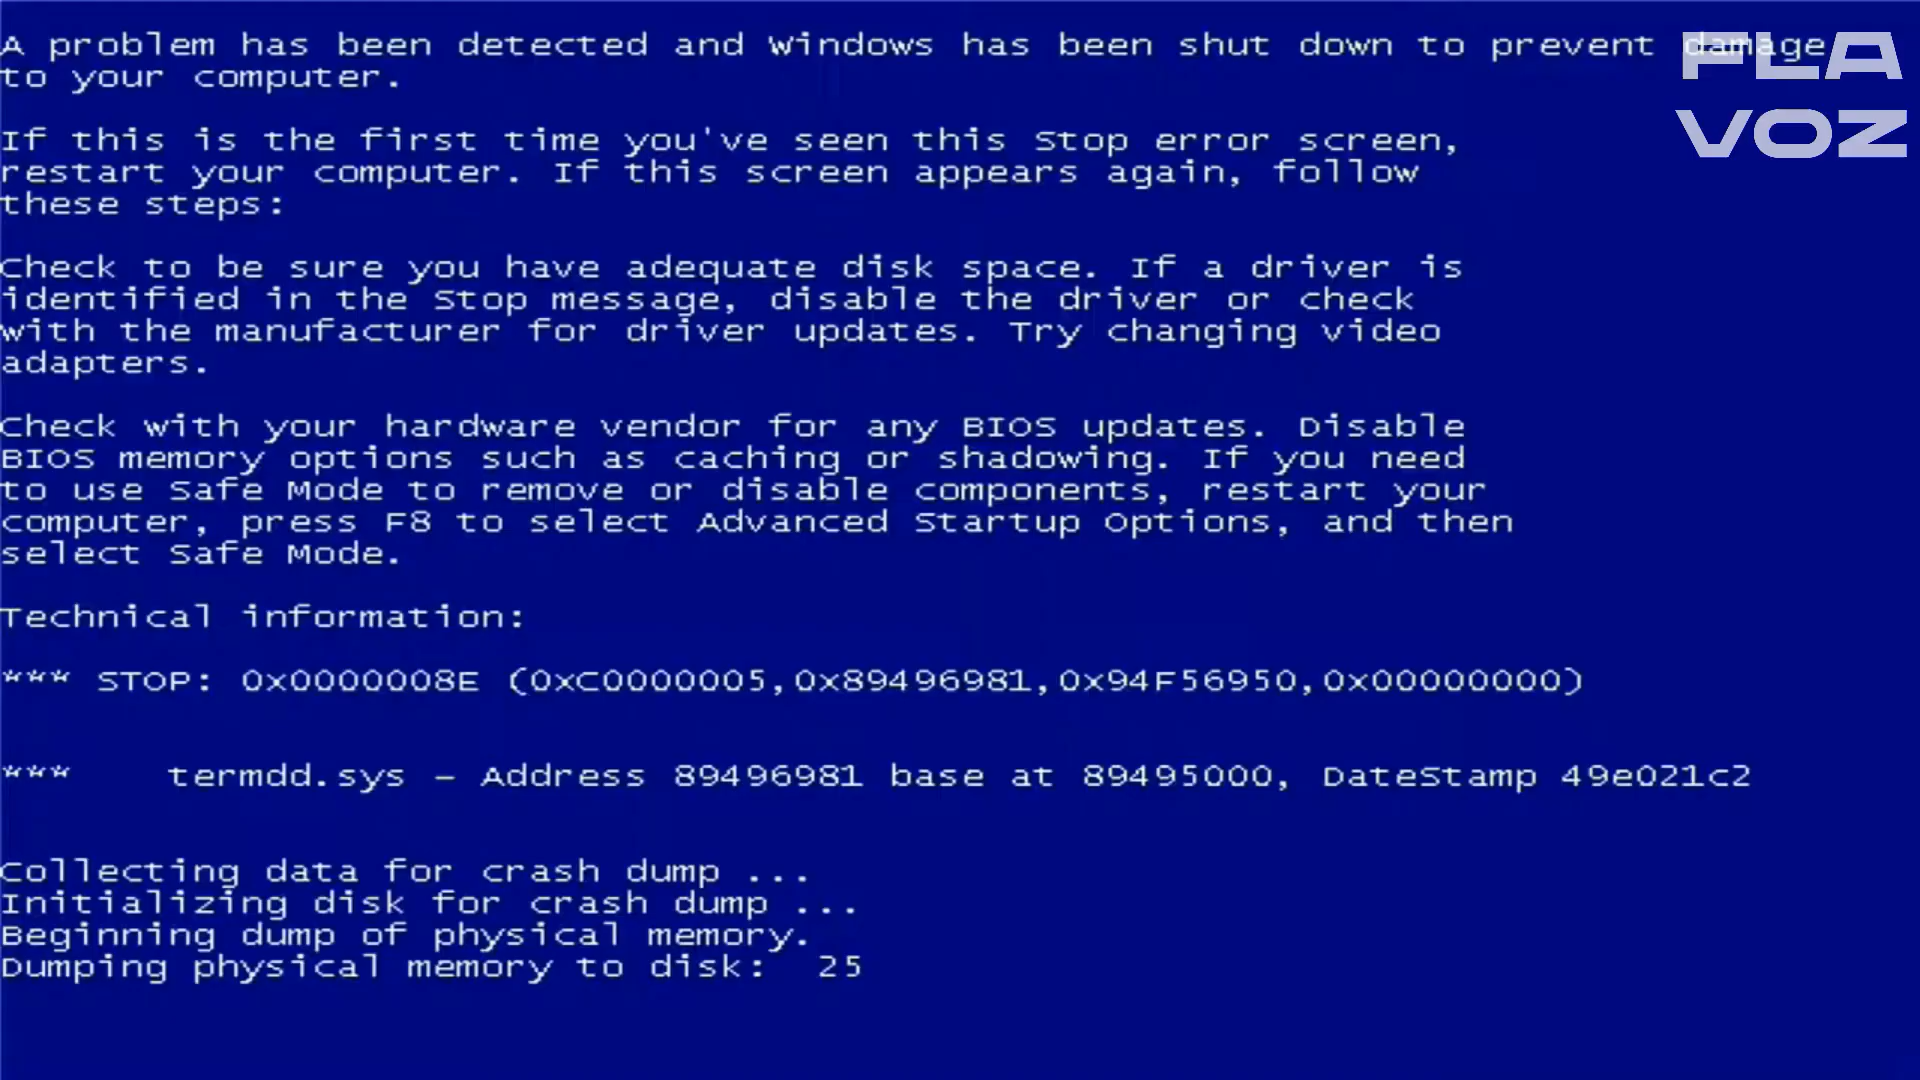 A problem has been detected and Windows has been shut down to prevent damage
to your computer.
If this is the first time you've seen this Stop error screen,
restart your computer. If this screen appears again, follow
these steps:
Check to be sure you have adequate disk space. If a driver is
identified in the Stop message, disable the driver or check
with the manufacturer for driver updates. Try changing video
adapters.
Check with your hardware vendor for any BIOS updates. Disable
BIOS memory options such as caching or shadowing. If you need
to use Safe Mode to remove or disable components, restart your
computer, press F8 to select Advanced Startup Options, and then
select Safe Mode.
Technical information:
*** STOP: 0x0000008E (0xC0000005,0x89496981,0x94F56950,0x00000000)
*** termdd.sys - Address 89496981 base at 89495000, DateStamp 49e021c2
Collecting data for crash dump ...
Initializing disk for crash dump ...
Beginning dump of physical memory.
Dumping physical memory to disk: 25
FLA
VOZ